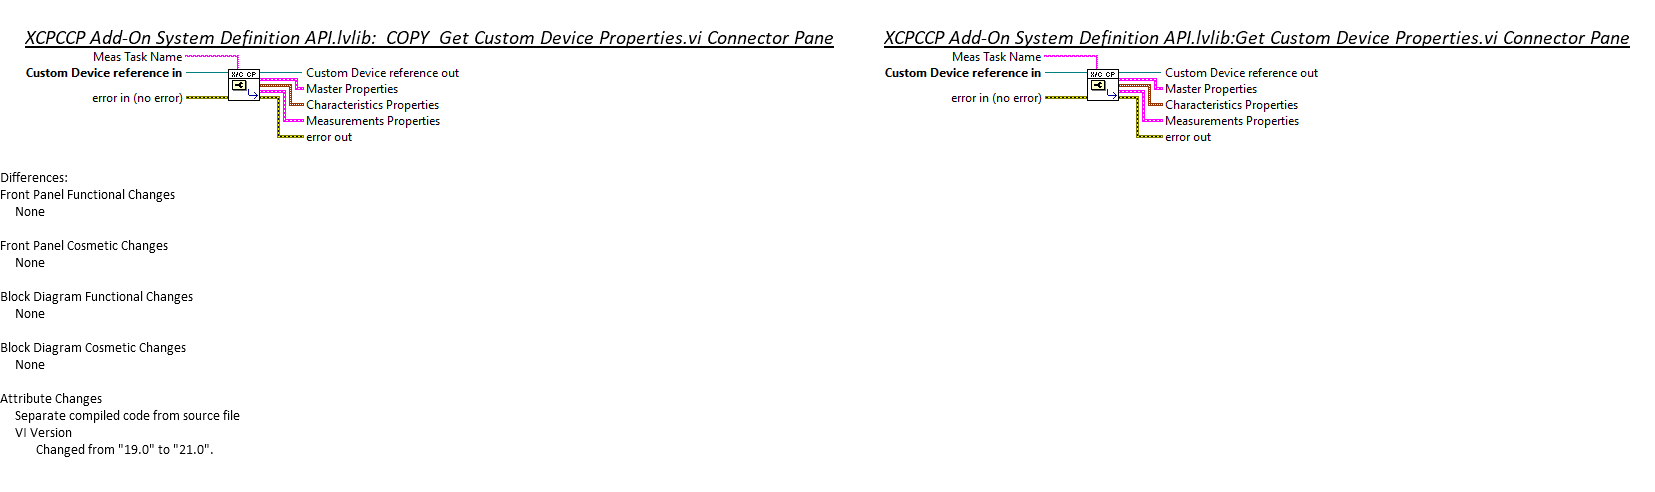 XCPCCP Add-On System Definition API.lvlib:_COPY_Get Custom Device Properties.vi Connector Pane
Meas Task Name
Custom Device reference in
X/C CP
Custom Device reference out
Master Properties
error in (no error)
Characteristics Properties
Measurements Properties
error out
XCPCCP Add-On System Definition API.lvlib:Get Custom Device Properties.vi Connector Pane
Meas Task Name
Custom Device reference in
X/C CP
Custom Device reference out
Master Properties
error in (no error)
Characteristics Properties
Measurements Properties
error out
Differences:
Front Panel Functional Changes
None
Front Panel Cosmetic Changes
None
Block Diagram Functional Changes
None
Block Diagram Cosmetic Changes
None
Attribute Changes
Separate compiled code from source file
VI Version
Changed from "19.0" to "21.0".